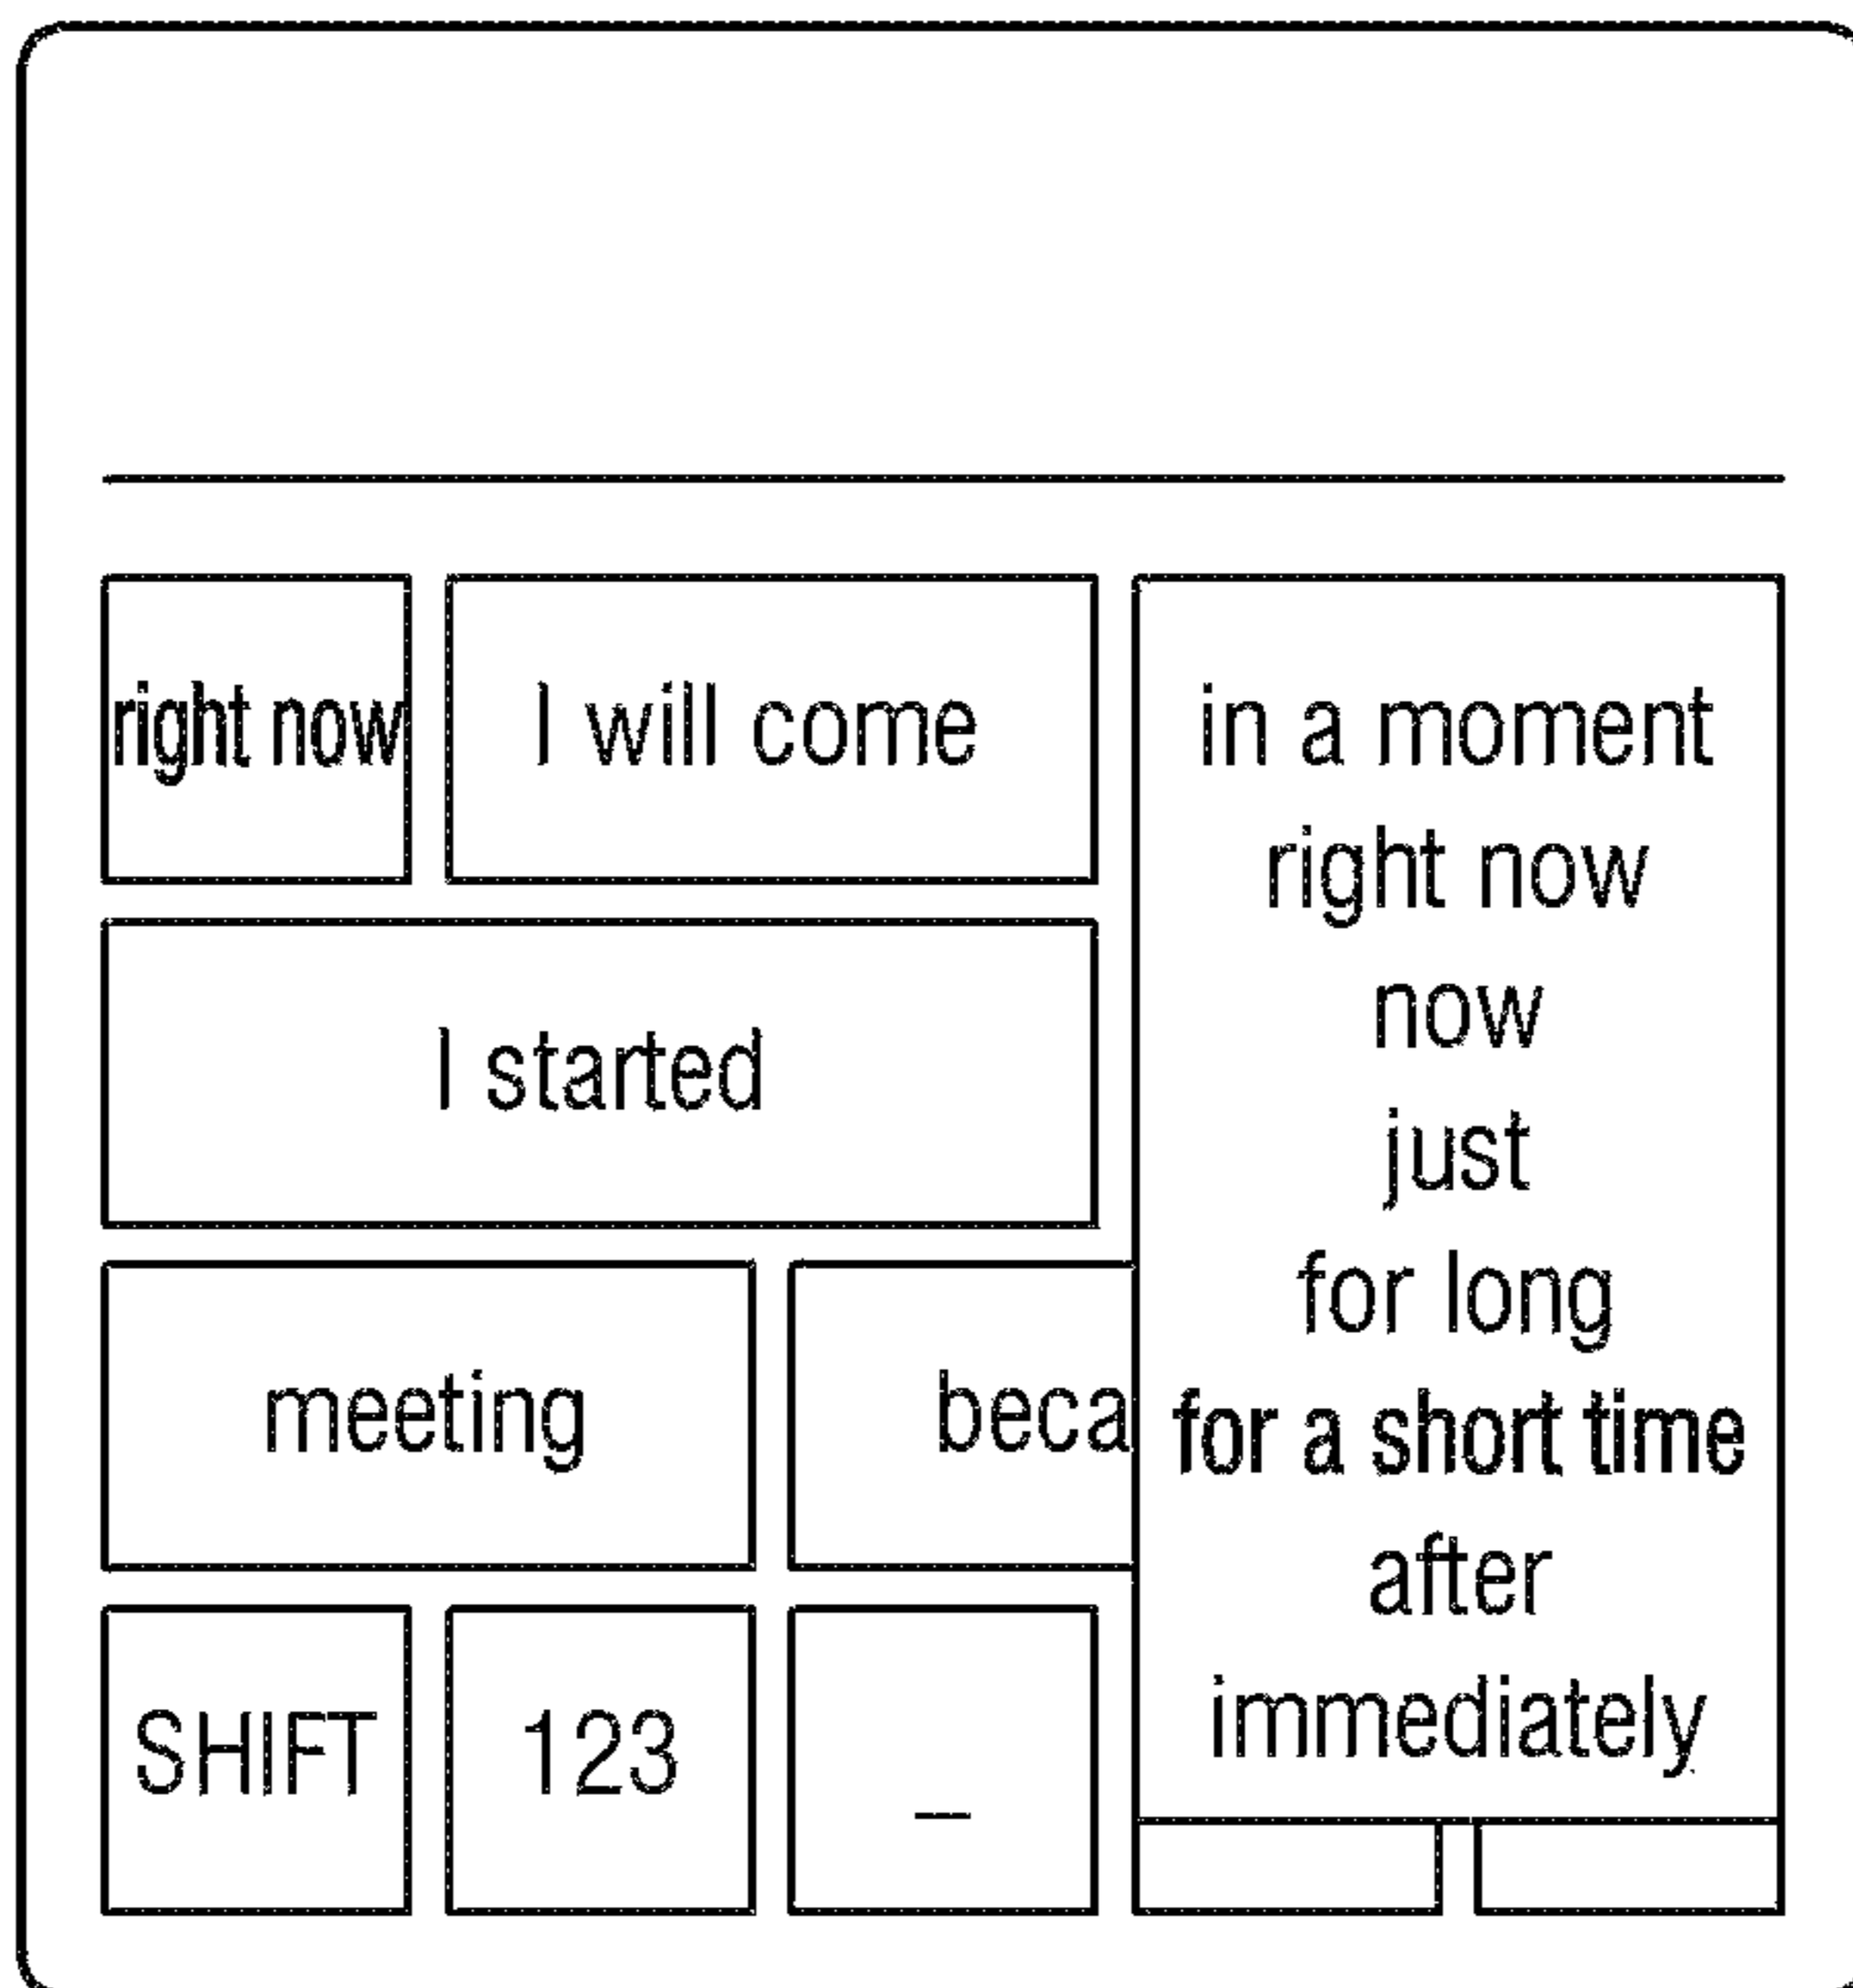 right now
I will come
I started
meeting
beca
SHIFT
123
_
in a moment
right now
now
just
for long
for a short time
after
immediately